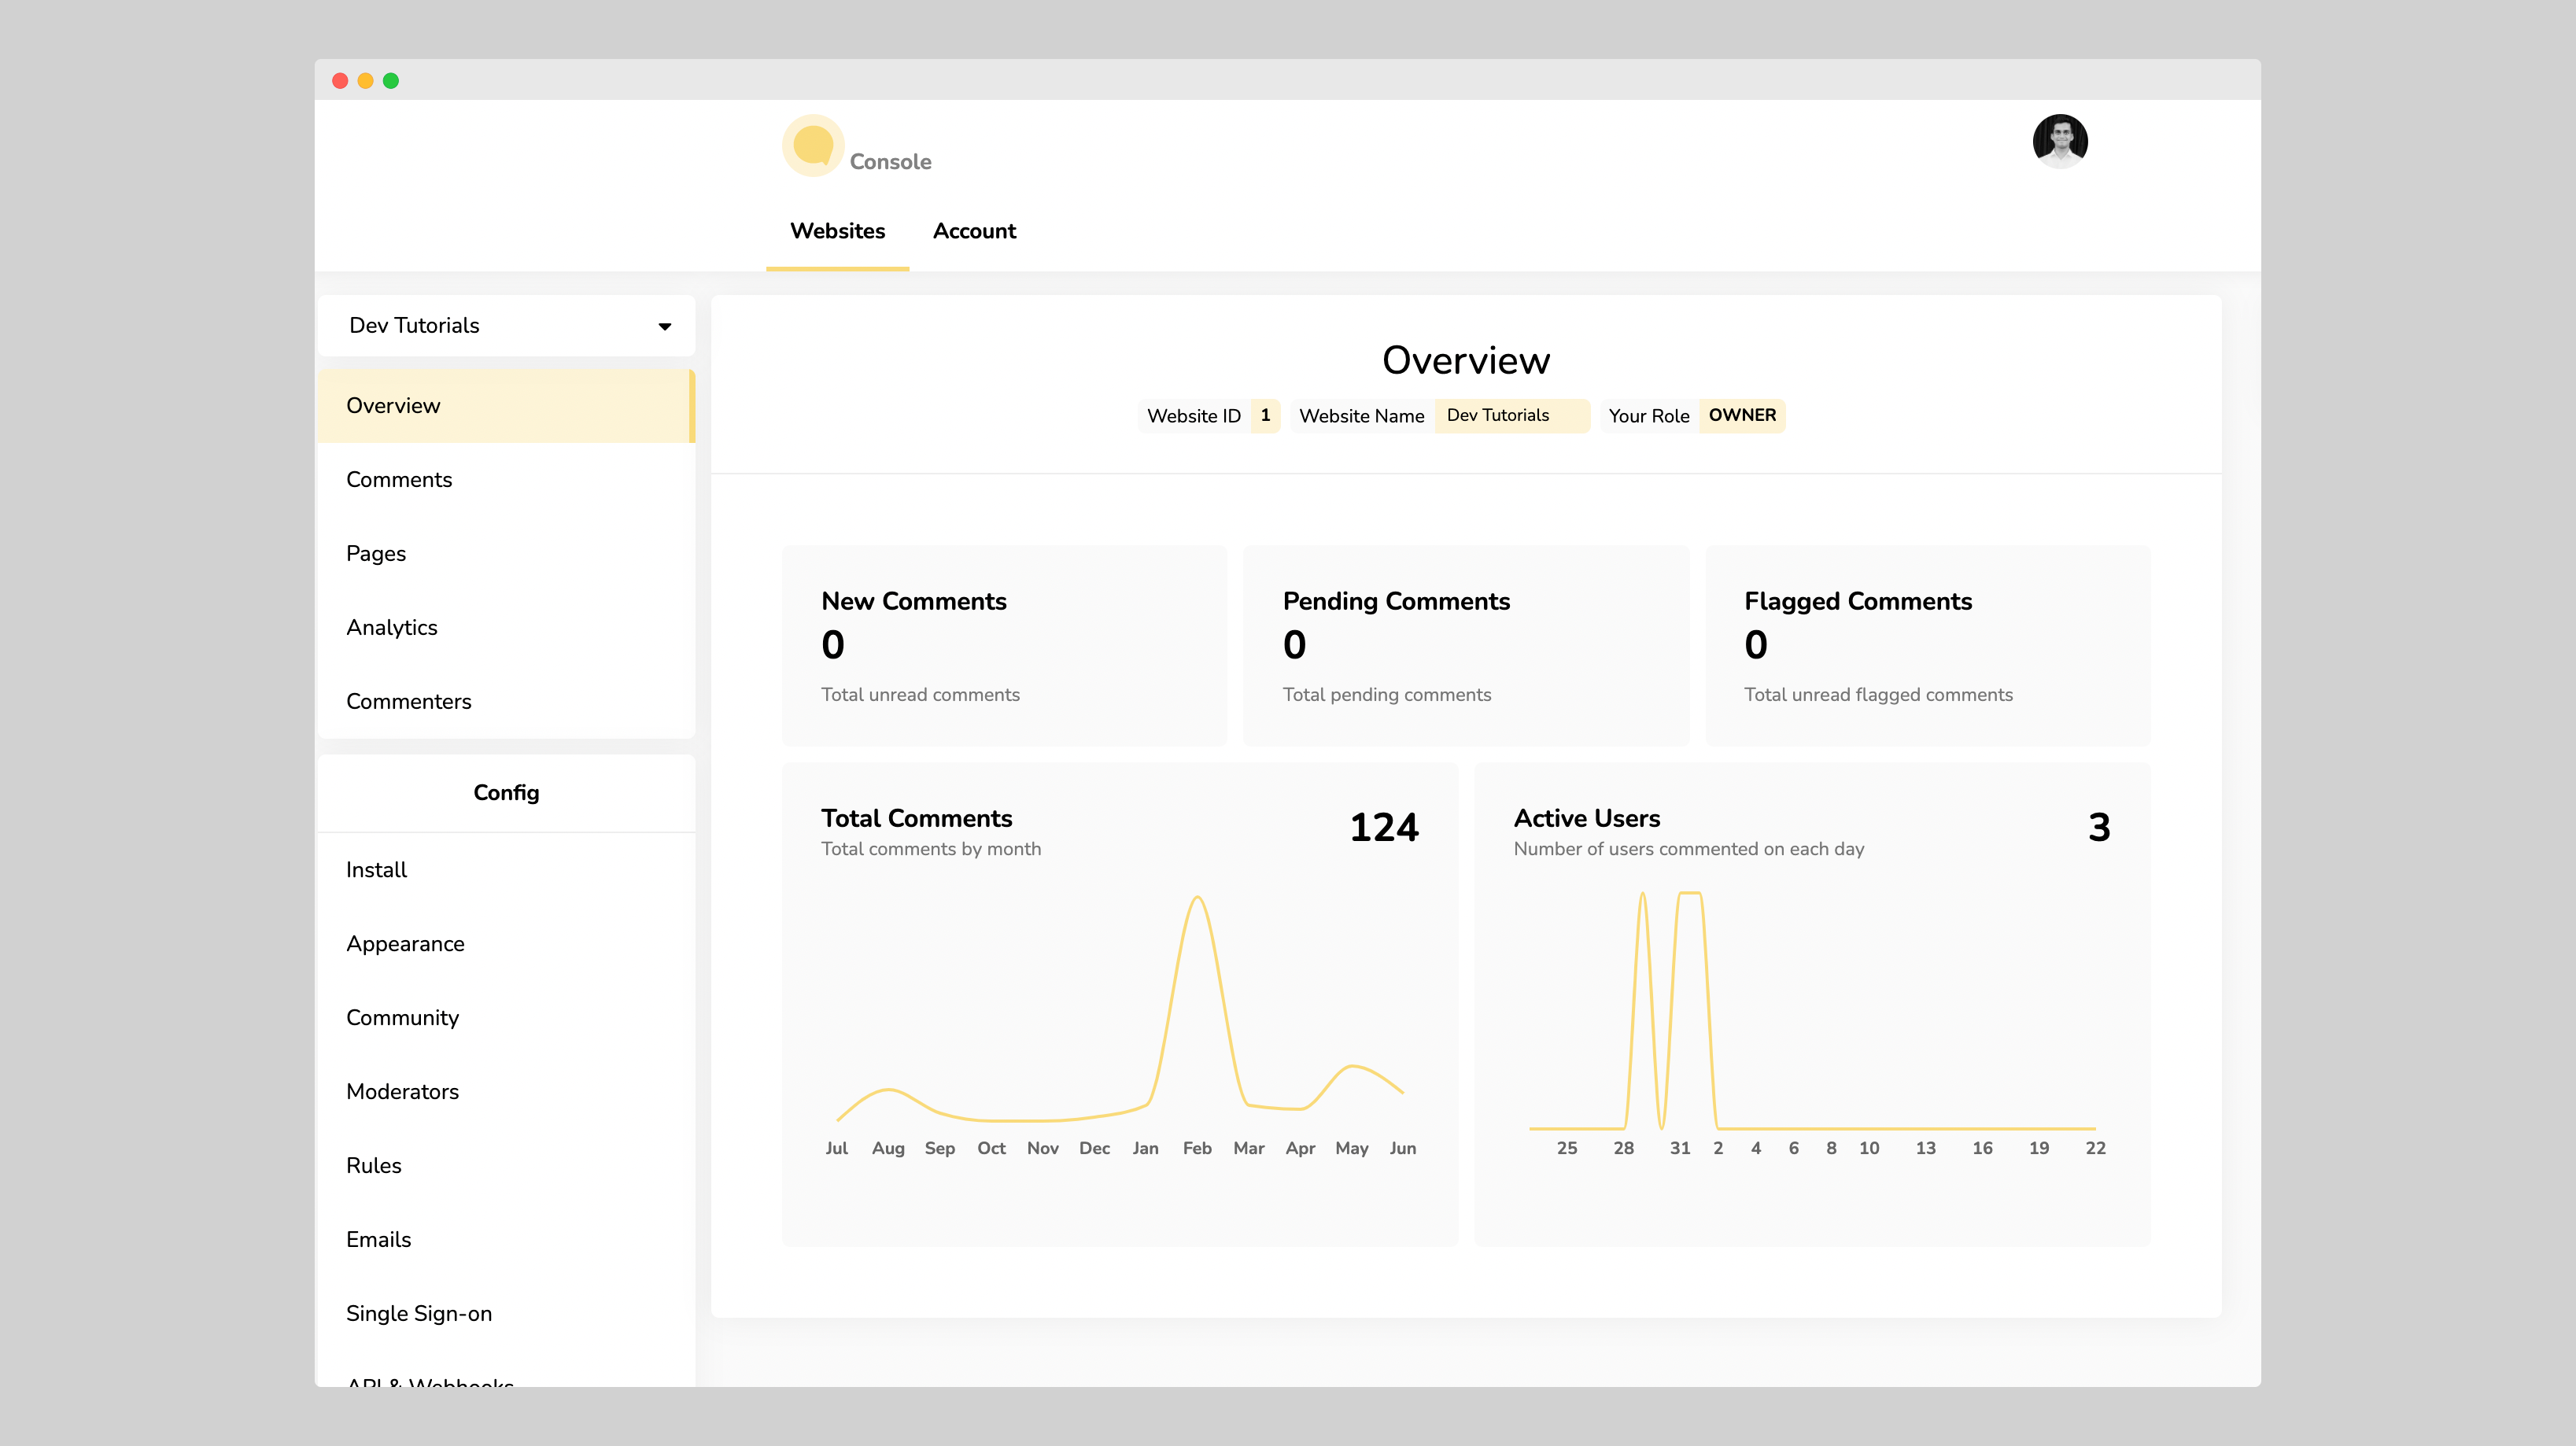 Console
Websites Account
Dev Tutorials
Overview
Comments
Pages
Analytics
Commenters
Config
Install
Appearance
Community
Moderators
Rules
Emails
Single Sign-on
API & Webhooks
Overview
Website ID 1 Website Name Dev Tutorials Your Role OWNER
New Comments
0
Total unread comments
Pending Comments
0
Total pending comments
Flagged Comments
0
Total unread flagged comments
Total Comments
124
Total comments by month
Jul Aug Sep Oct Nov Dec Jan Feb Mar Apr May Jun
Active Users
3
Number of users commented on each day
25 28 31 2 4 6 8 10 13 16 19 22